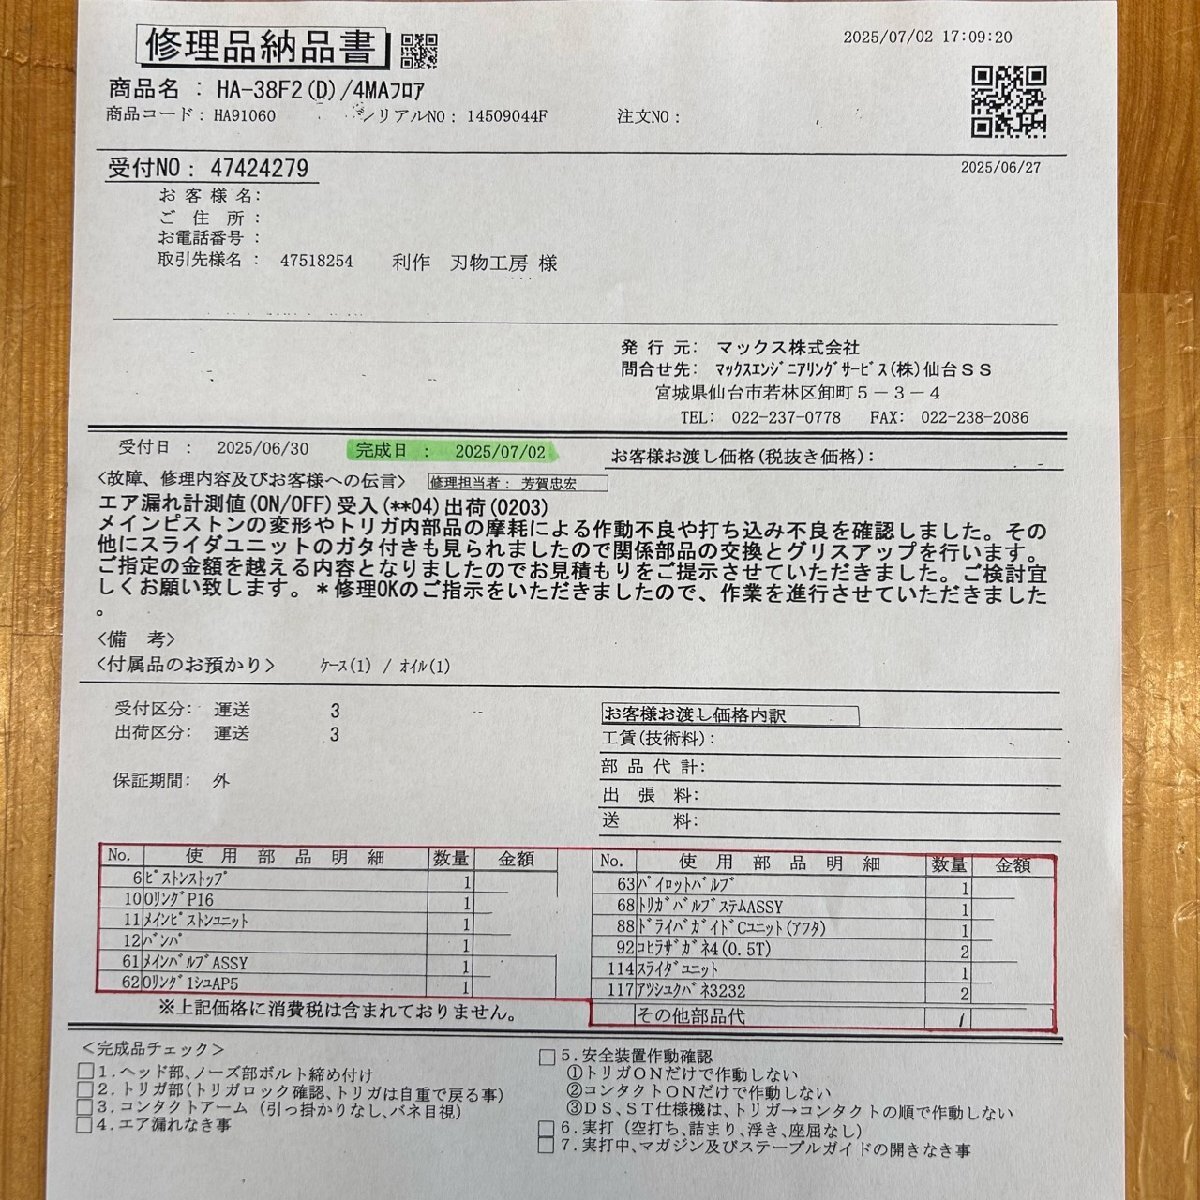 修理品納品書
2025/07/02 17:09:20
商品名 : HA-38F2(D)/4MAフロア
商品コード: HA91060 シリアルNO: 14509044F 注文NO:
受付NO: 47424279
2025/06/27
お客様名:
ご住所:
お電話番号:
取引先様名: 47518254 利作 刃物工房 様
発行元: マックス株式会社
問合せ先: マックスエンジニアリングサービス(株)仙台SS
宮城県仙台市若林区卸町5-3-4
TEL: 022-237-0778 FAX: 022-238-2086
受付日 : 2025/06/30 完成日 : 2025/07/02
お客様お渡し価格(税抜き価格):
<故障、修理内容及びお客様への伝言> 修理担当者: 芳賀忠宏
エア漏れ計測値(ON/OFF)受入(**04)出荷(0203)
メインピストンの変形やトリガ内部品の摩耗による作動不良や打ち込み不良を確認しました。その
他にスライダユニットのガタ付きも見られましたので関係部品の交換とグリスアップを行います。
ご指定の金額を越える内容となりましたのでお見積もりをご提示させていただきました。ご検討宜
しくお願い致します。*修理OKのご指示をいただきましたので、作業を進行させていただきました
。
<備 考>
<付属品のお預かり> ケース(1) / オイル(1)
受付区分: 運送 3
出荷区分: 運送 3
保証期間: 外
お客様お渡し価格内訳
工賃(技術料):
部品代計:
出張料:
送料:
No. 使用部品明細 数量 金額
6 ピストンストップ 1
10 Oリング P16 1
11 メインピストンユニット 1
12 バンパ 1
61 メインバルブASSY 1
62 Oリング1シュAP5 1
※上記価格に消費税は含まれておりません。
No. 使用部品明細 数量 金額
63 パイロットバルブ 1
68 トリガバルブステムASSY 1
88 ドライバガイドCユニット(アフタ) 1
92 コヒラザガネ4(0.5T) 2
114 スライダユニット 1
117 アツシュクバネ3232 2
その他部品代 1
<完成品チェック>
□1.ヘッド部、ノーズ部ボルト締め付け
□2.トリガ部(トリガロック確認、トリガは自重で戻る事)
□3.コンタクトアーム (引っ掛かりなし、バネ目視)
□4.エア漏れなき事
□5.安全装置作動確認
①トリガONだけで作動しない
②コンタクトONだけで作動しない
③DS、ST仕様機は、トリガ→コンタクトの順で作動しない
□6.実打 (空打ち、詰まり、浮き、座屈なし)
□7.実打中、マガジン及びステープルガイドの開きなき事